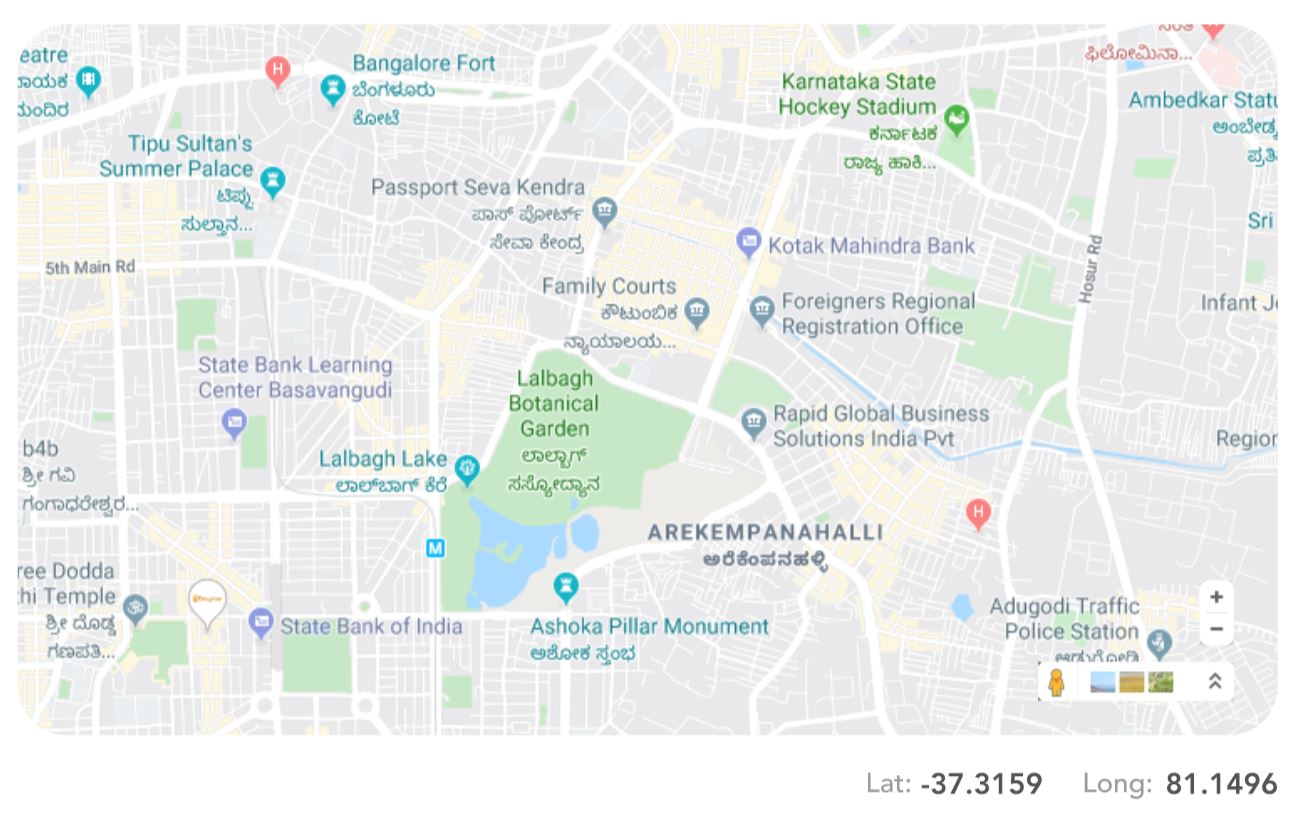 eatre
ನಾಯಕ
ಮಂದಿರ
Bangalore Fort
ಬೆಂಗಳೂರು
ಕೋಟೆ
Karnataka State
Hockey Stadium
ಕರ್ನಾಟಕ
ರಾಜ್ಯ ಹಾಕಿ...
ಸಂತ
ಫಿಲೋಮಿನಾ...
Ambedkar Statu
ಅಂಬೇಡ್ಕ
ಪ್ರತಿ
Tipu Sultan's
Summer Palace
ಟಿಪ್ಪು
ಸುಲ್ತಾನ...
Passport Seva Kendra
ಪಾಸ್ ಪೋರ್ಟ್
ಸೇವಾ ಕೇಂದ್ರ
Sri
Kotak Mahindra Bank
5th Main Rd
Hosur Rd
Family Courts
ಕೌಟುಂಬಿಕ
ನ್ಯಾಯಾಲಯ...
Foreigners Regional
Registration Office
Infant Je
State Bank Learning
Center Basavangudi
Lalbagh
Botanical
Garden
ಲಾಲ್ಬಾಗ್
ಸಸ್ಯೋದ್ಯಾನ
Rapid Global Business
Solutions India Pvt
Region
b4b
ಶ್ರೀ ಗವಿ
ಗಂಗಾಧರೇಶ್ವರ...
Lalbagh Lake
ಲಾಲ್‌ಬಾಗ್ ಕೆರೆ
H
H
M
AREKEMPANAHALLI
ಅರೆಕೆಂಪನಹಳ್ಳಿ
ree Dodda
hi Temple
ಶ್ರೀ ದೊಡ್ಡ
ಗಣಪತಿ...
State Bank of India
Ashoka Pillar Monument
ಅಶೋಕ ಸ್ತಂಭ
Adugodi Traffic
Police Station
ಆಡುಗೋಡಿ
+
−
Lat: -37.3159 Long: 81.1496